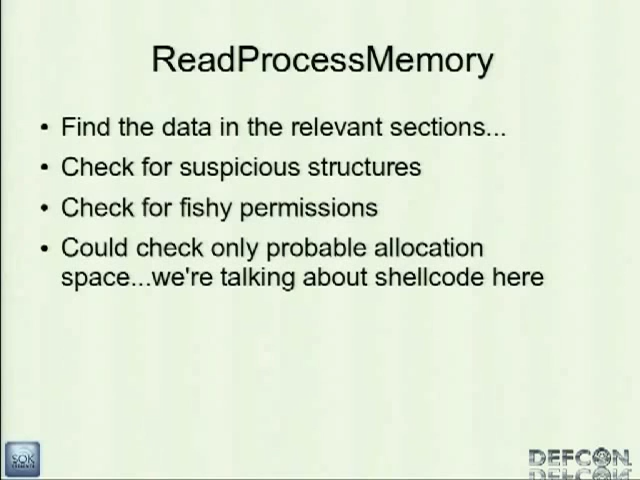 ReadProcessMemory
• Find the data in the relevant sections...
• Check for suspicious structures
• Check for fishy permissions
• Could check only probable allocation
space...we're talking about shellcode here
SOK
DEFCON